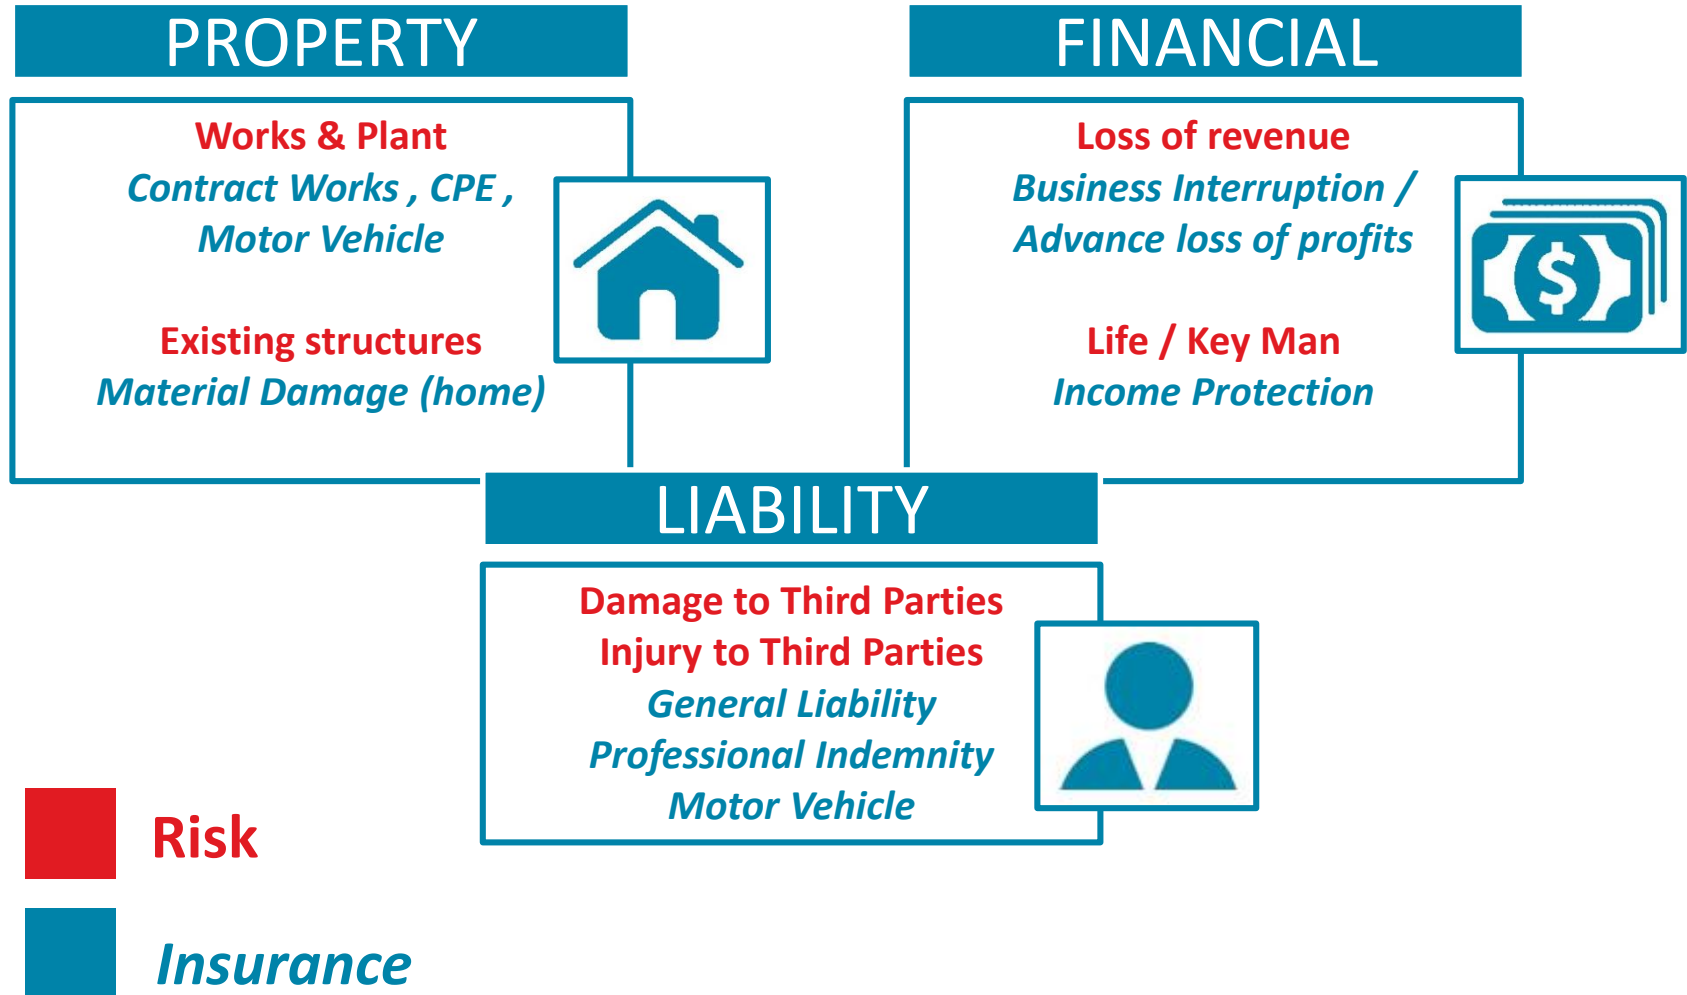 PROPERTY
Works & Plant
Contract Works , CPE ,
Motor Vehicle
Existing structures
Material Damage (home)
FINANCIAL
Loss of revenue
Business Interruption /
Advance loss of profits
Life / Key Man
Income Protection
$
LIABILITY
Damage to Third Parties
Injury to Third Parties
General Liability
Professional Indemnity
Motor Vehicle
Risk
Insurance